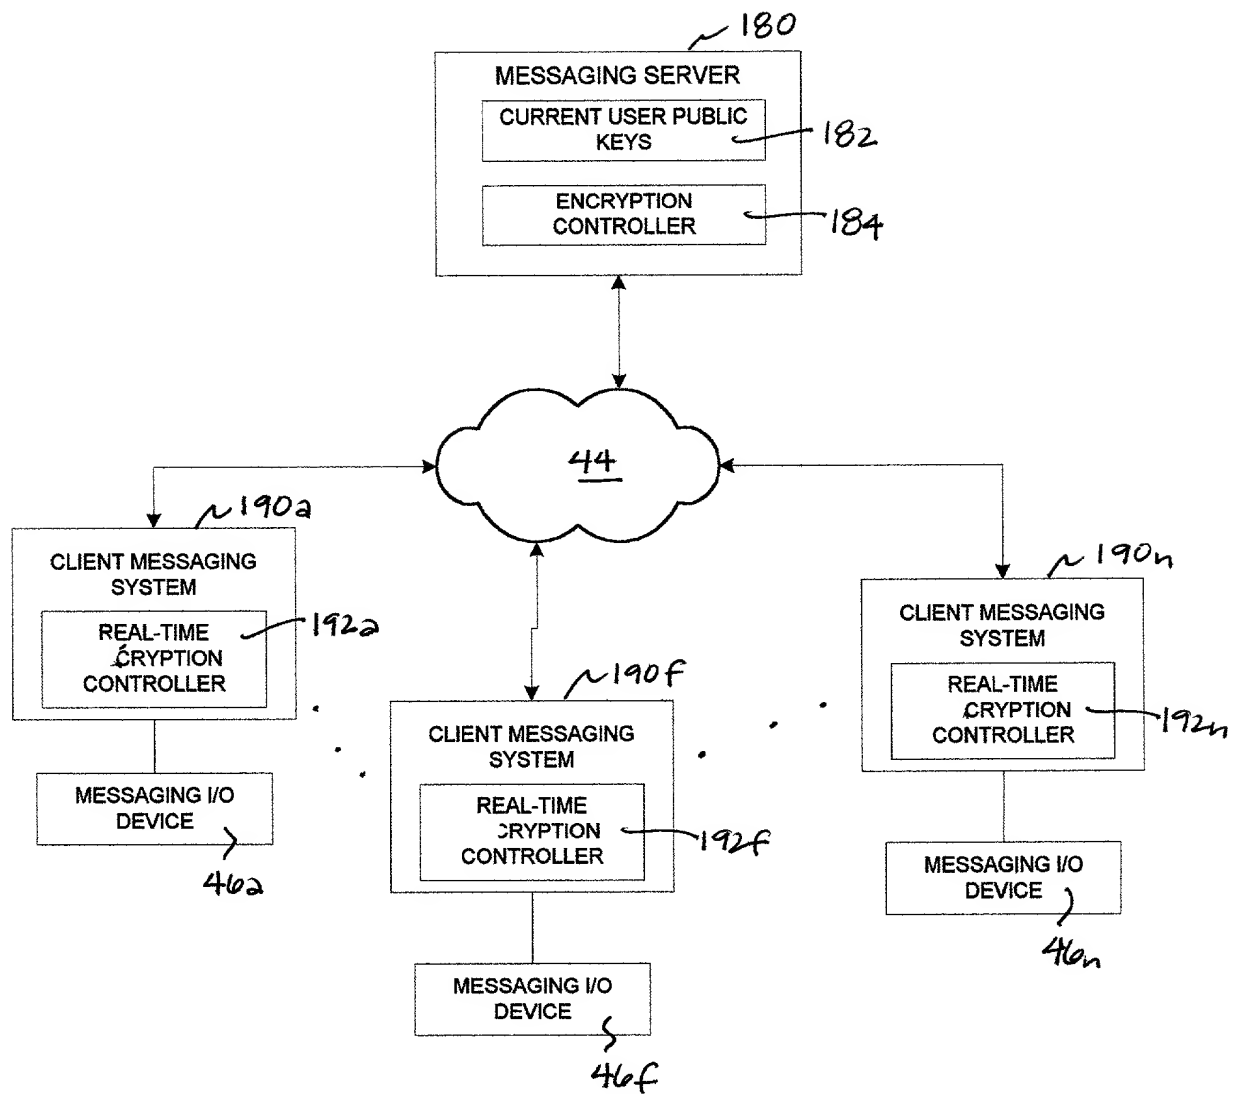 180
MESSAGING SERVER
CURRENT USER PUBLIC
KEYS
182
ENCRYPTION
CONTROLLER
184
44
190a
CLIENT MESSAGING
SYSTEM
REAL-TIME
CRYPTION
CONTROLLER
192a
MESSAGING I/O
DEVICE
46a
190f
CLIENT MESSAGING
SYSTEM
REAL-TIME
CRYPTION
CONTROLLER
192f
MESSAGING I/O
DEVICE
46f
190n
CLIENT MESSAGING
SYSTEM
REAL-TIME
CRYPTION
CONTROLLER
192n
MESSAGING I/O
DEVICE
46n